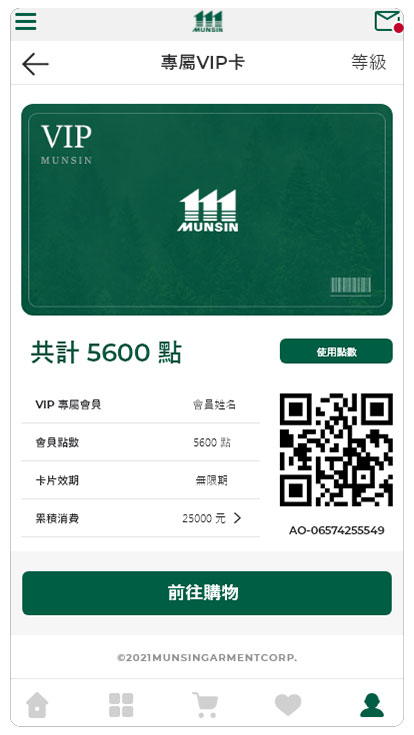 MUNSIN
專屬VIP卡
等級
VIP
MUNSIN
MUNSIN
共計 5600 點
使用點數
VIP 專屬會員 會員姓名
會員點數 5600 點
卡片效期 無限期
累積消費 25000 元
AO-06574255549
前往購物
©2021MUNSINGARMENTCORP.